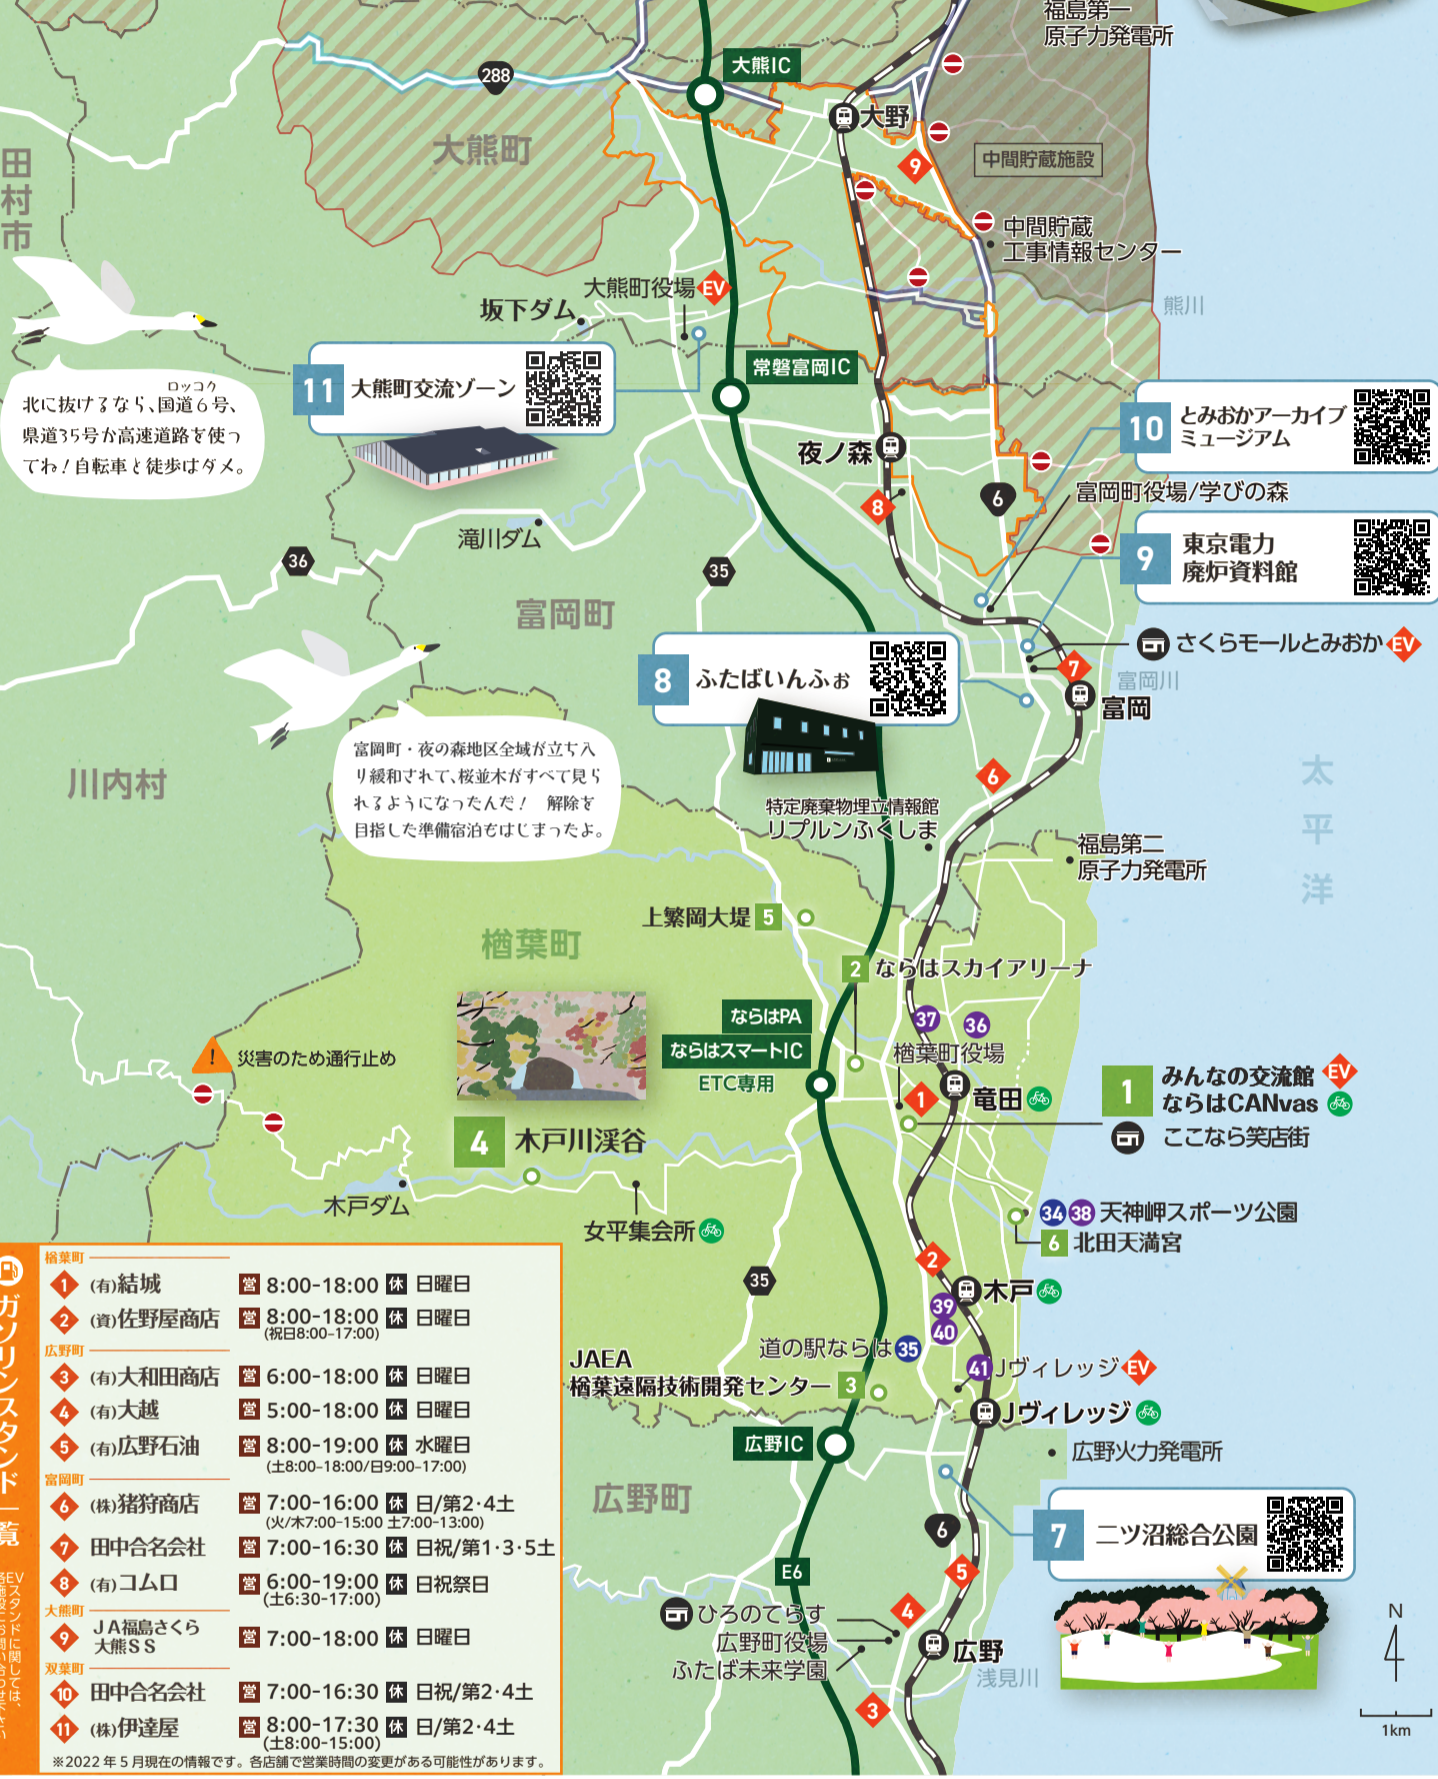 福島第一
原子力発電所
大熊IC
288
大野
大熊町
9
中間貯蔵施設
田村市
中間貯蔵
工事情報センター
大熊町役場 EV
坂下ダム
熊川
常磐富岡IC
11 大熊町交流ゾーン
ロッコク
北に抜けるなら、国道6号、
県道35号か高速道路を使っ
てね！自転車と徒歩はダメ。
10 とみおかアーカイブ
ミュージアム
夜ノ森
8
6
富岡町役場/学びの森
滝川ダム
36
35
9 東京電力
廃炉資料館
富岡町
さくらモールとみおか EV
8 ふたばいんふぉ
7
富岡川
富岡
富岡町・夜の森地区全域が立ち入
り緩和されて、桜並木がすべて見ら
れるようになったんだ！ 解除を
目指した準備宿泊もはじまったよ。
川内村
太平洋
6
特定廃棄物埋立情報館
リプルンふくしま
福島第二
原子力発電所
上繁岡大堤 5
楢葉町
2 ならはスカイアリーナ
ならはPA
ならはスマートIC
ETC専用
37
36
楢葉町役場
! 災害のため通行止め
1
竜田
1 みんなの交流館 EV
ならはCANvas
ここなら笑店街
4 木戸川渓谷
木戸ダム
女平集会所
34 38 天神岬スポーツ公園
6 北田天満宮
35
2
木戸
39
40
道の駅ならは 35
JAEA
楢葉遠隔技術開発センター 3
41 Jヴィレッジ EV
Jヴィレッジ
広野IC
広野火力発電所
広野町
6
7 二ツ沼総合公園
5
E6
4
ひろのてらす
広野町役場
ふたば未来学園
広野
浅見川
3
N
1km
ガソリンスタンド一覧
EVスタンドに関しては、
各施設にお問い合わせ下さい
楢葉町
1 (有)結城 営 8:00-18:00 休 日曜日
2 (資)佐野屋商店 営 8:00-18:00 休 日曜日
(祝日8:00-17:00)
広野町
3 (有)大和田商店 営 6:00-18:00 休 日曜日
4 (有)大越 営 5:00-18:00 休 日曜日
5 (有)広野石油 営 8:00-19:00 休 水曜日
(土8:00-18:00/日9:00-17:00)
富岡町
6 (株)猪狩商店 営 7:00-16:00 休 日/第2・4土
(火/木7:00-15:00 土7:00-13:00)
7 田中合名会社 営 7:00-16:30 休 日祝/第1・3・5土
8 (有)コムロ 営 6:00-19:00 休 日祝祭日
(土6:30-17:00)
大熊町
9 JA福島さくら
大熊SS 営 7:00-18:00 休 日曜日
双葉町
10 田中合名会社 営 7:00-16:30 休 日祝/第2・4土
11 (株)伊達屋 営 8:00-17:30 休 日/第2・4土
(土8:00-15:00)
※2022年5月現在の情報です。各店舗で営業時間の変更がある可能性があります。